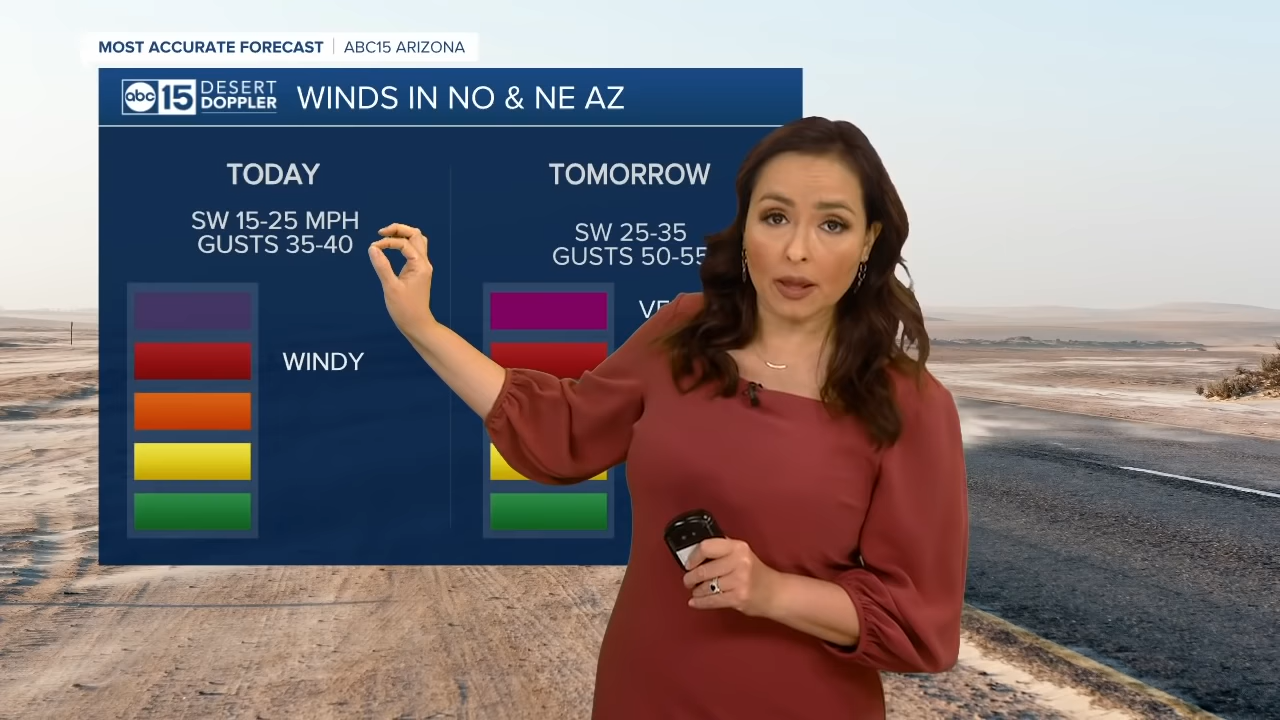 MOST ACCURATE FORECAST | ABC15 ARIZONA
abc 15 DESERT DOPPLER
WINDS IN NO & NE AZ
TODAY
SW 15-25 MPH
GUSTS 35-40
WINDY
TOMORROW
SW 25-35
GUSTS 50-55